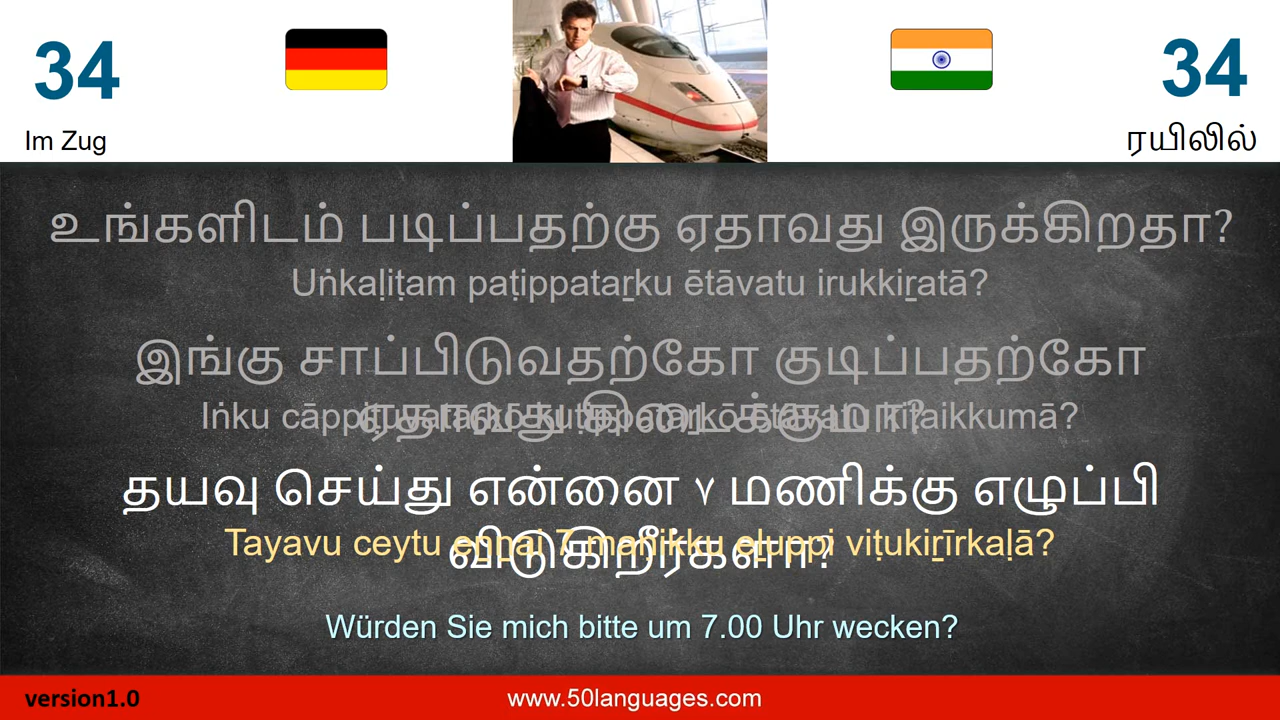 34
34
Im Zug
ரயிலில்
உங்களிடம் படிப்பதற்கு ஏதாவது இருக்கிறதா?
Uṅkaḷiṭam paṭippataṟku ētāvatu irukkiṟatā?
இங்கு சாப்பிடுவதற்கோ குடிப்பதற்கோ
ஏதாவது கிடைக்குமா?
Iṅku cāppiṭuvataṟkō kuṭippataṟkō ētāvatu kiṭaikkumā?
தயவு செய்து என்னை ۷ மணிக்கு எழுப்பி
விடுகிறீர்களா?
Tayavu ceytu eṉṉai 7 maṇikku eḻuppi viṭukiṟīrkaḷā?
Würden Sie mich bitte um 7.00 Uhr wecken?
version1.0
www.50languages.com